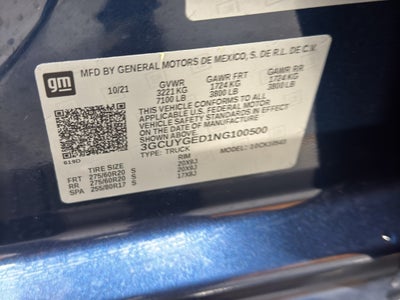 gm
MFD BY GENERAL MOTORS DE MEXICO, S. DE R.L. DE C.V.
10/21 GVWR GAWR FRT GAWR RR
3221 KG 1724 KG 1724 KG
7100 LB 3800 LB 3800 LB
THIS VEHICLE CONFORMS TO ALL
APPLICABLE U.S. FEDERAL MOTOR
VEHICLE SAFETY STANDARDS IN
EFFECT ON THE DATE OF
MANUFACTURE SHOWN ABOVE.
3GCUYGED1NG100500
TYPE: TRUCK MODEL:
619D
TIRE SIZE RIM
FRT 275/60R20 S 20X9J
RR 275/60R20 S 20X9J
SPA 255/80R17 S 17X8J